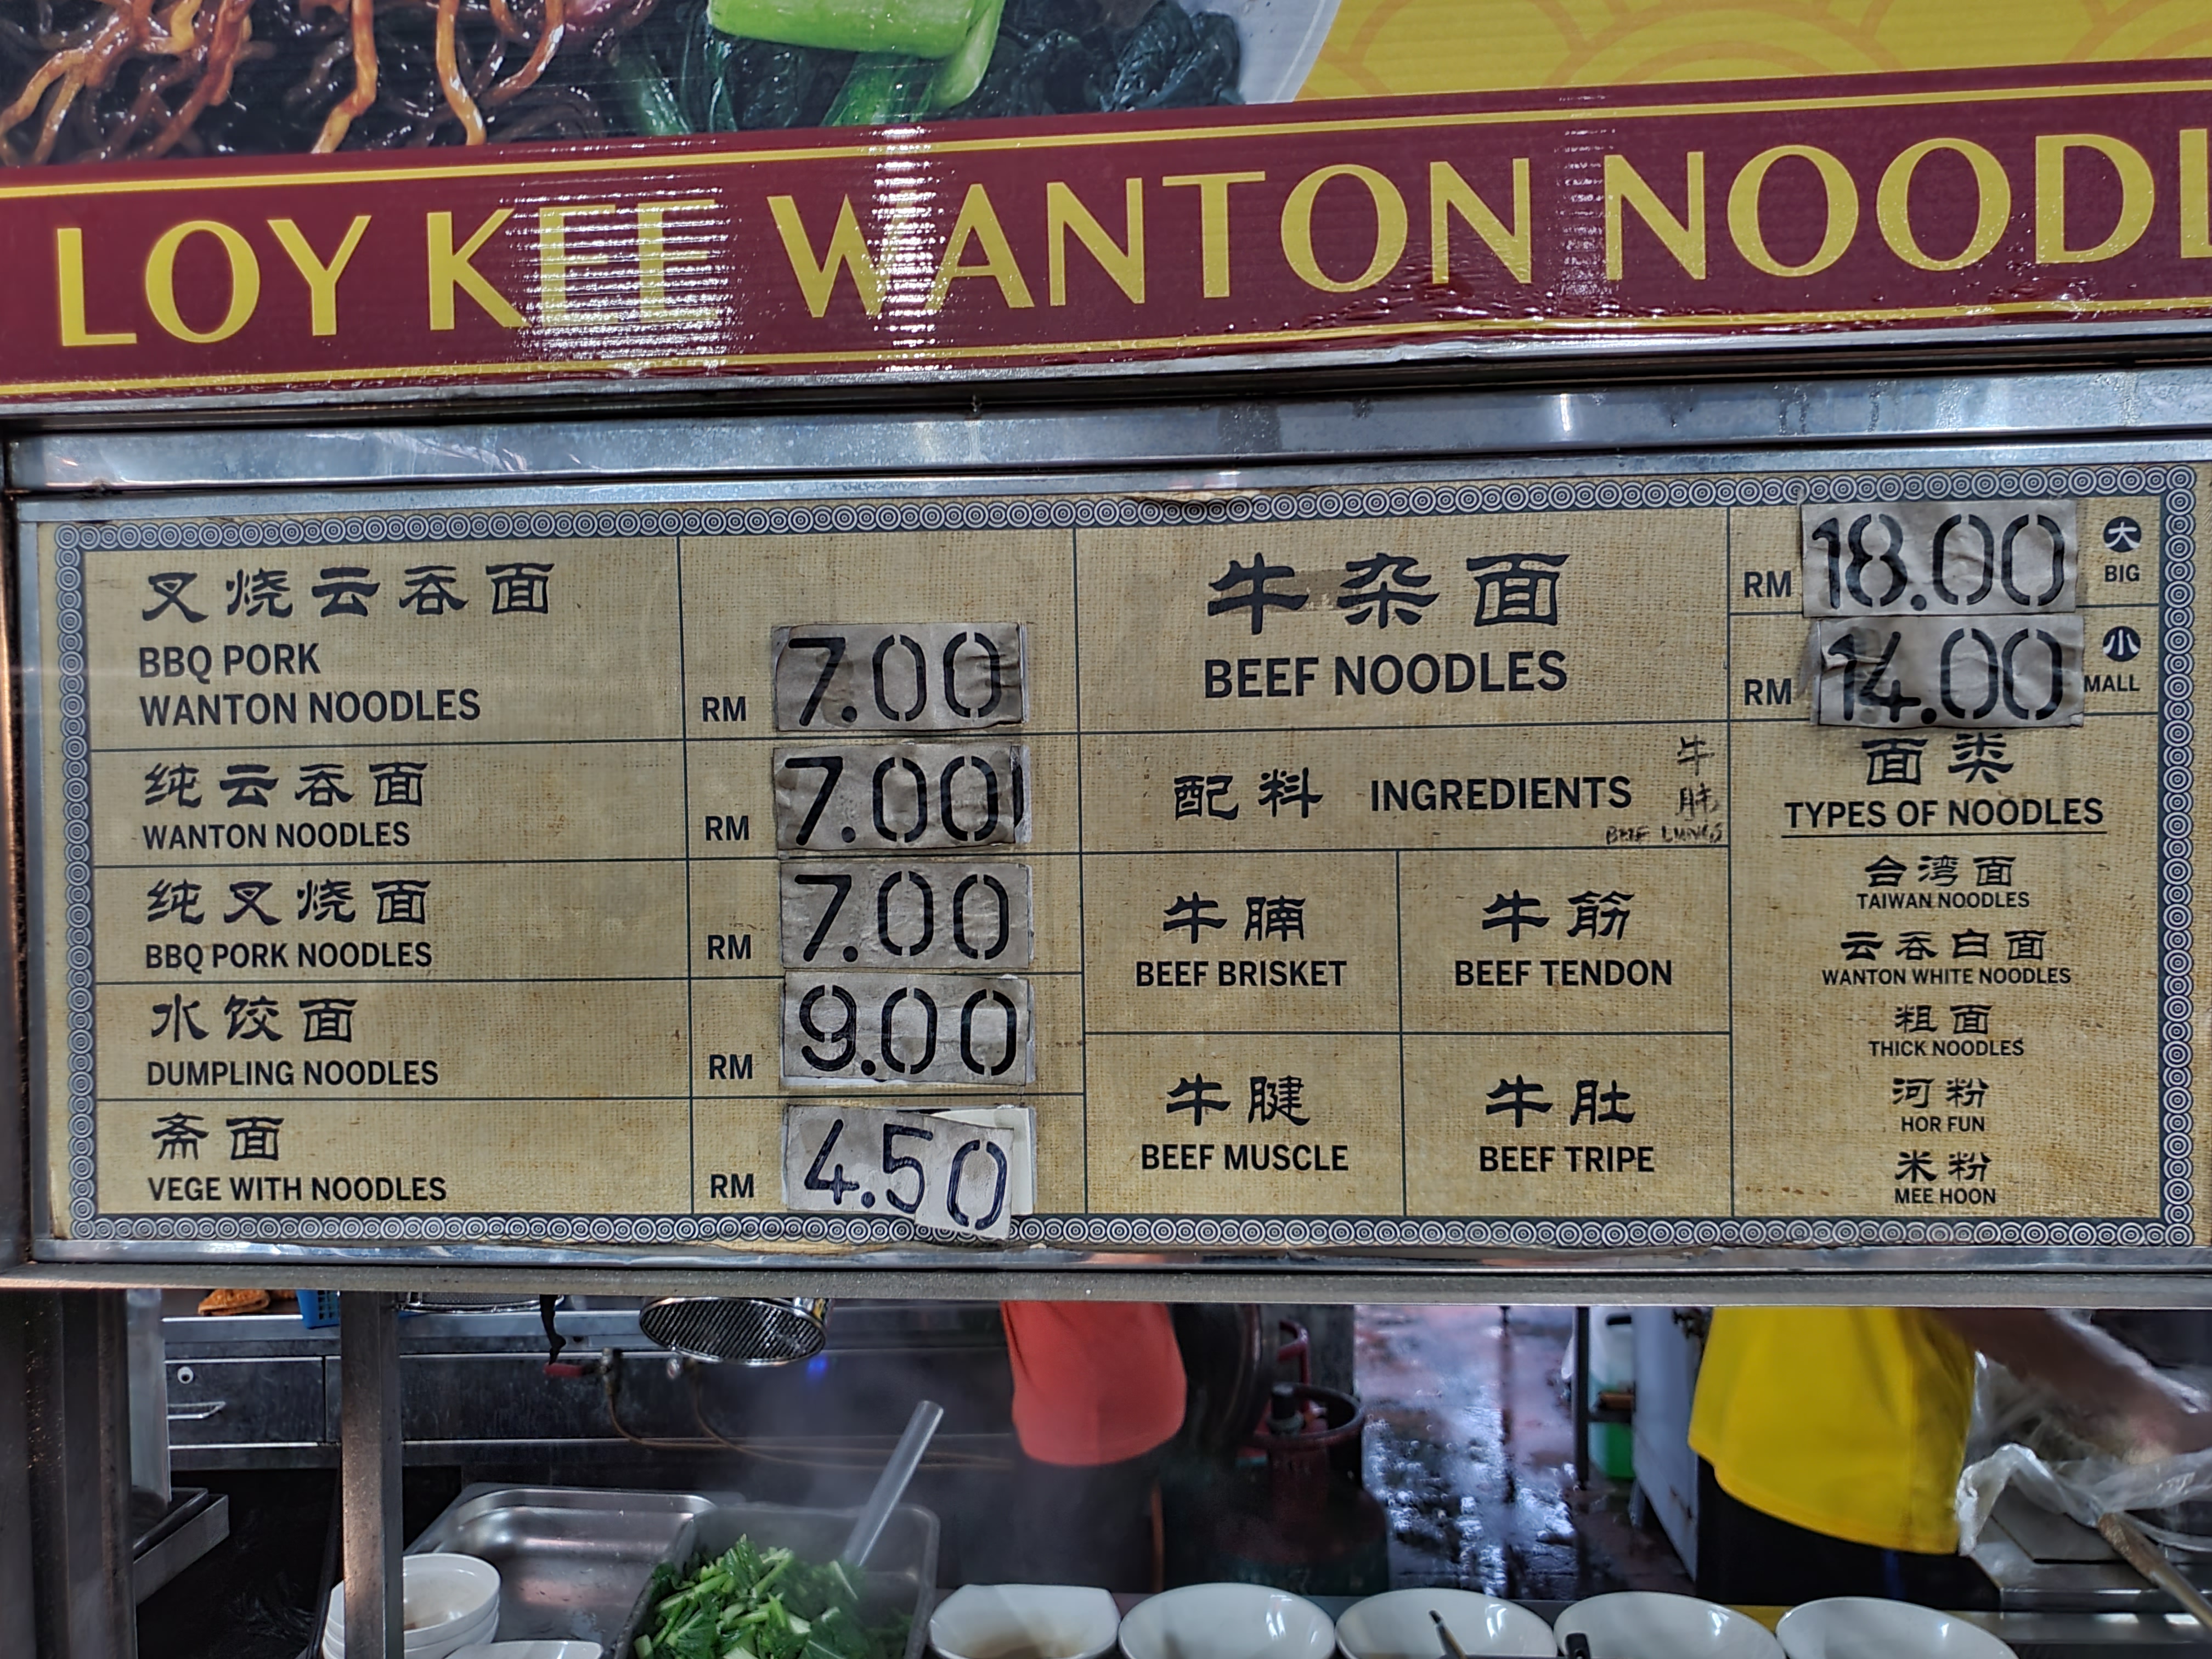 LOY KEE WANTON NOODL
叉烧云吞面
BBQ PORK
WANTON NOODLES
RM 7.00
纯云吞面
WANTON NOODLES
RM 7.00
纯叉烧面
BBQ PORK NOODLES
RM 7.00
水饺面
DUMPLING NOODLES
RM 9.00
斋面
VEGE WITH NOODLES
RM 4.50
牛杂面
BEEF NOODLES
RM 18.00 大 BIG
RM 14.00 小 MALL
配料 INGREDIENTS
牛
BEEF LUNGS
牛腩
BEEF BRISKET
牛筋
BEEF TENDON
牛腱
BEEF MUSCLE
牛肚
BEEF TRIPE
面类
TYPES OF NOODLES
台湾面
TAIWAN NOODLES
云吞白面
WANTON WHITE NOODLES
粗面
THICK NOODLES
河粉
HOR FUN
米粉
MEE HOON